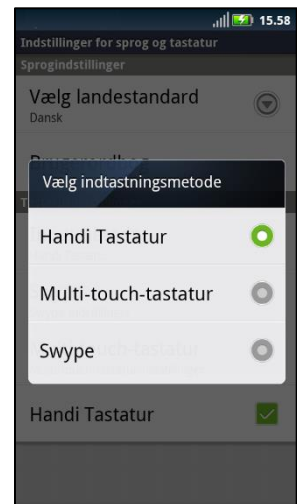 15.58
Indstillinger for sprog og tastatur
Sprogindstillinger
Vælg landestandard
Dansk
Vælg indtastningsmetode
Handi Tastatur
Multi-touch-tastatur
Swype
Handi Tastatur